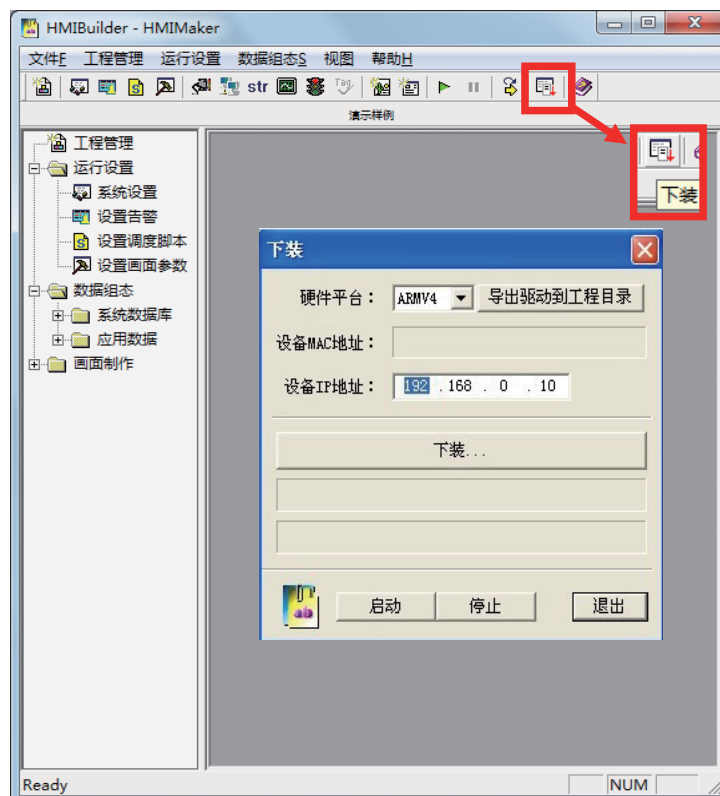 HMIBuilder - HMIMaker
文件F 工程管理 运行设置 数据组态S 视图 帮助H
str Tag
演示样例
工程管理
运行设置
系统设置
设置告警
设置调度脚本
设置画面参数
数据组态
系统数据库
应用数据
画面制作
下装
下装
硬件平台： ARMV4 导出驱动到工程目录
设备MAC地址：
设备IP地址： 192 . 168 . 0 . 10
下装...
ab 启动 停止 退出
Ready NUM